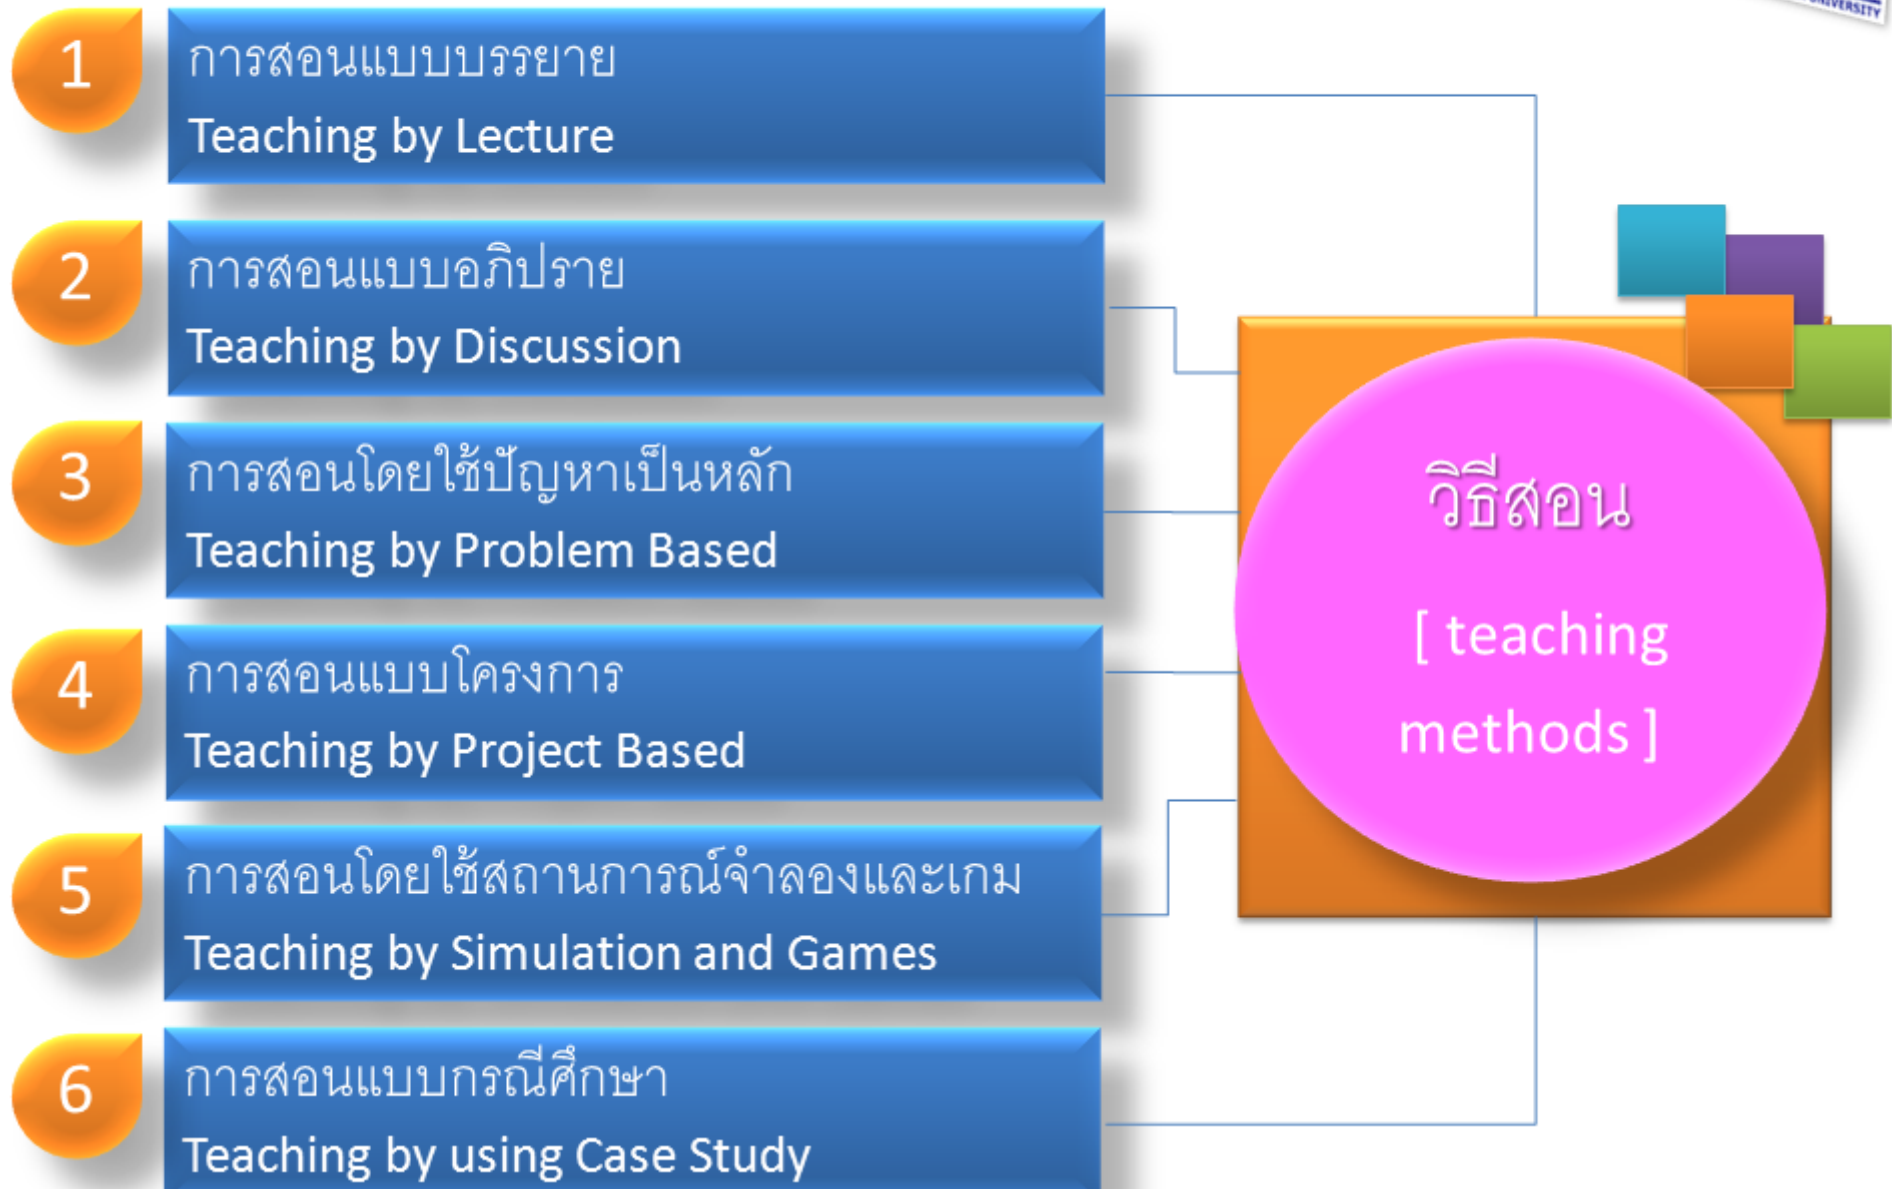 UNIVERSITY
1
การสอนแบบบรรยาย
Teaching by Lecture
2
การสอนแบบอภิปราย
Teaching by Discussion
3
การสอนโดยใช้ปัญหาเป็นหลัก
Teaching by Problem Based
4
การสอนแบบโครงการ
Teaching by Project Based
5
การสอนโดยใช้สถานการณ์จำลองและเกม
Teaching by Simulation and Games
6
การสอนแบบกรณีศึกษา
Teaching by using Case Study
วิธีสอน
[ teaching
methods ]